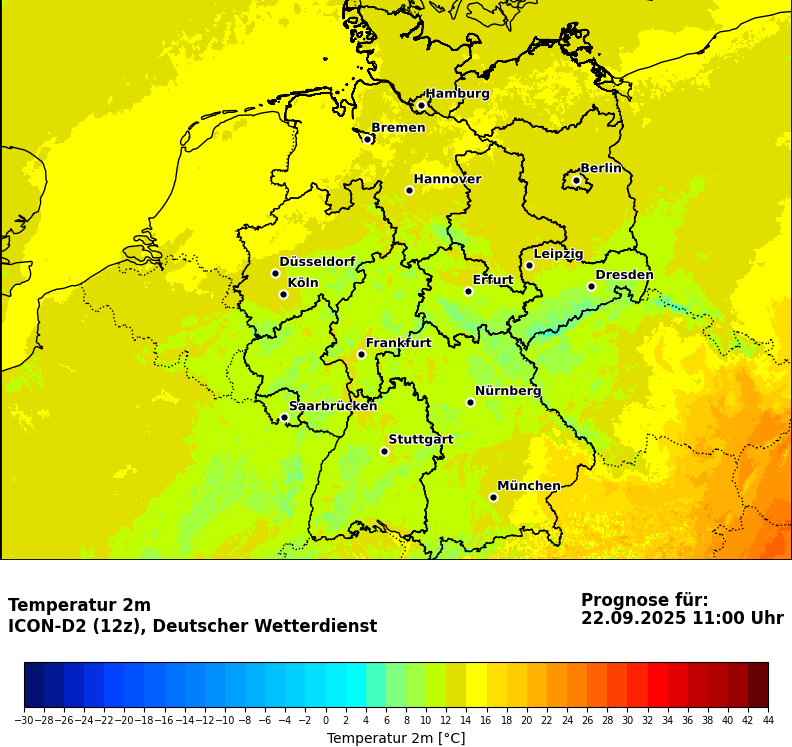 Hamburg
Bremen
Berlin
Hannover
Leipzig
Düsseldorf
Dresden
Köln
Erfurt
Frankfurt
Nürnberg
Saarbrücken
Stuttgart
München
Temperatur 2m
ICON-D2 (12z), Deutscher Wetterdienst
Prognose für:
22.09.2025 11:00 Uhr
−30 −28 −26 −24 −22 −20 −18 −16 −14 −12 −10 −8 −6 −4 −2 0 2 4 6 8 10 12 14 16 18 20 22 24 26 28 30 32 34 36 38 40 42 44
Temperatur 2m [°C]